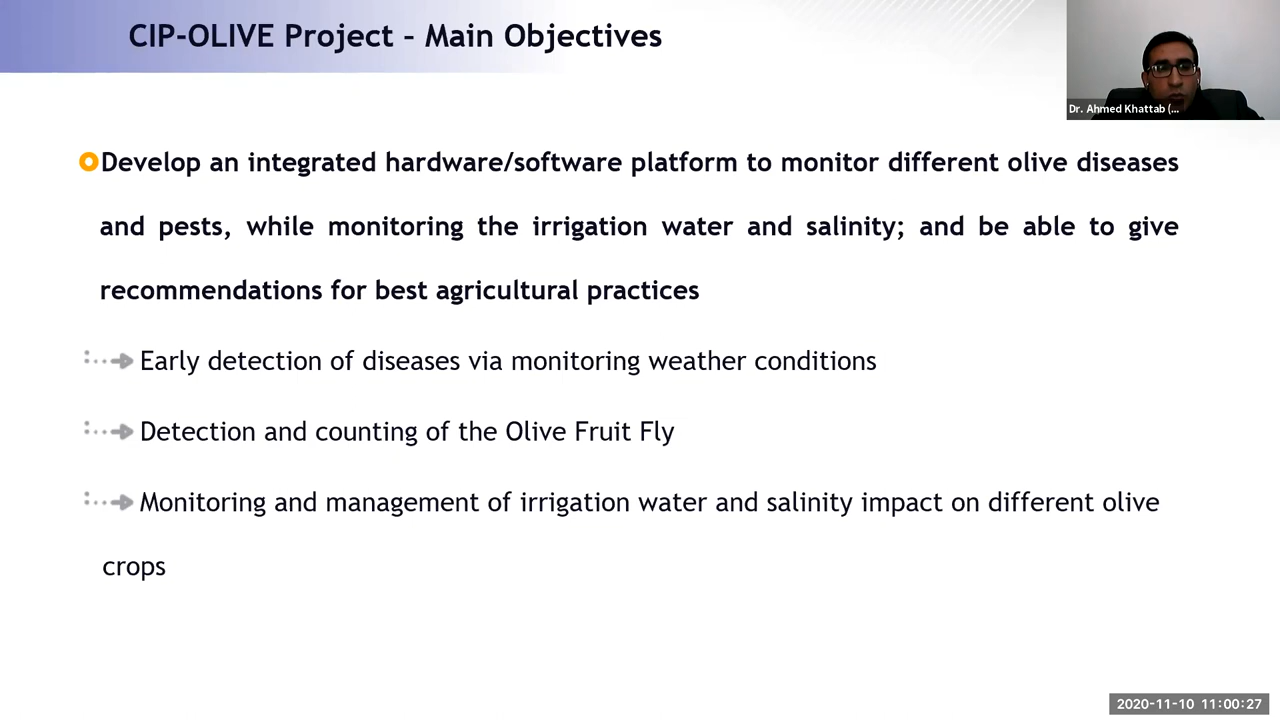 CIP-OLIVE Project – Main Objectives
Dr. Ahmed Khattab (...
Develop an integrated hardware/software platform to monitor different olive diseases
and pests, while monitoring the irrigation water and salinity; and be able to give
recommendations for best agricultural practices
Early detection of diseases via monitoring weather conditions
Detection and counting of the Olive Fruit Fly
Monitoring and management of irrigation water and salinity impact on different olive
crops
2020-11-10 11:00:27